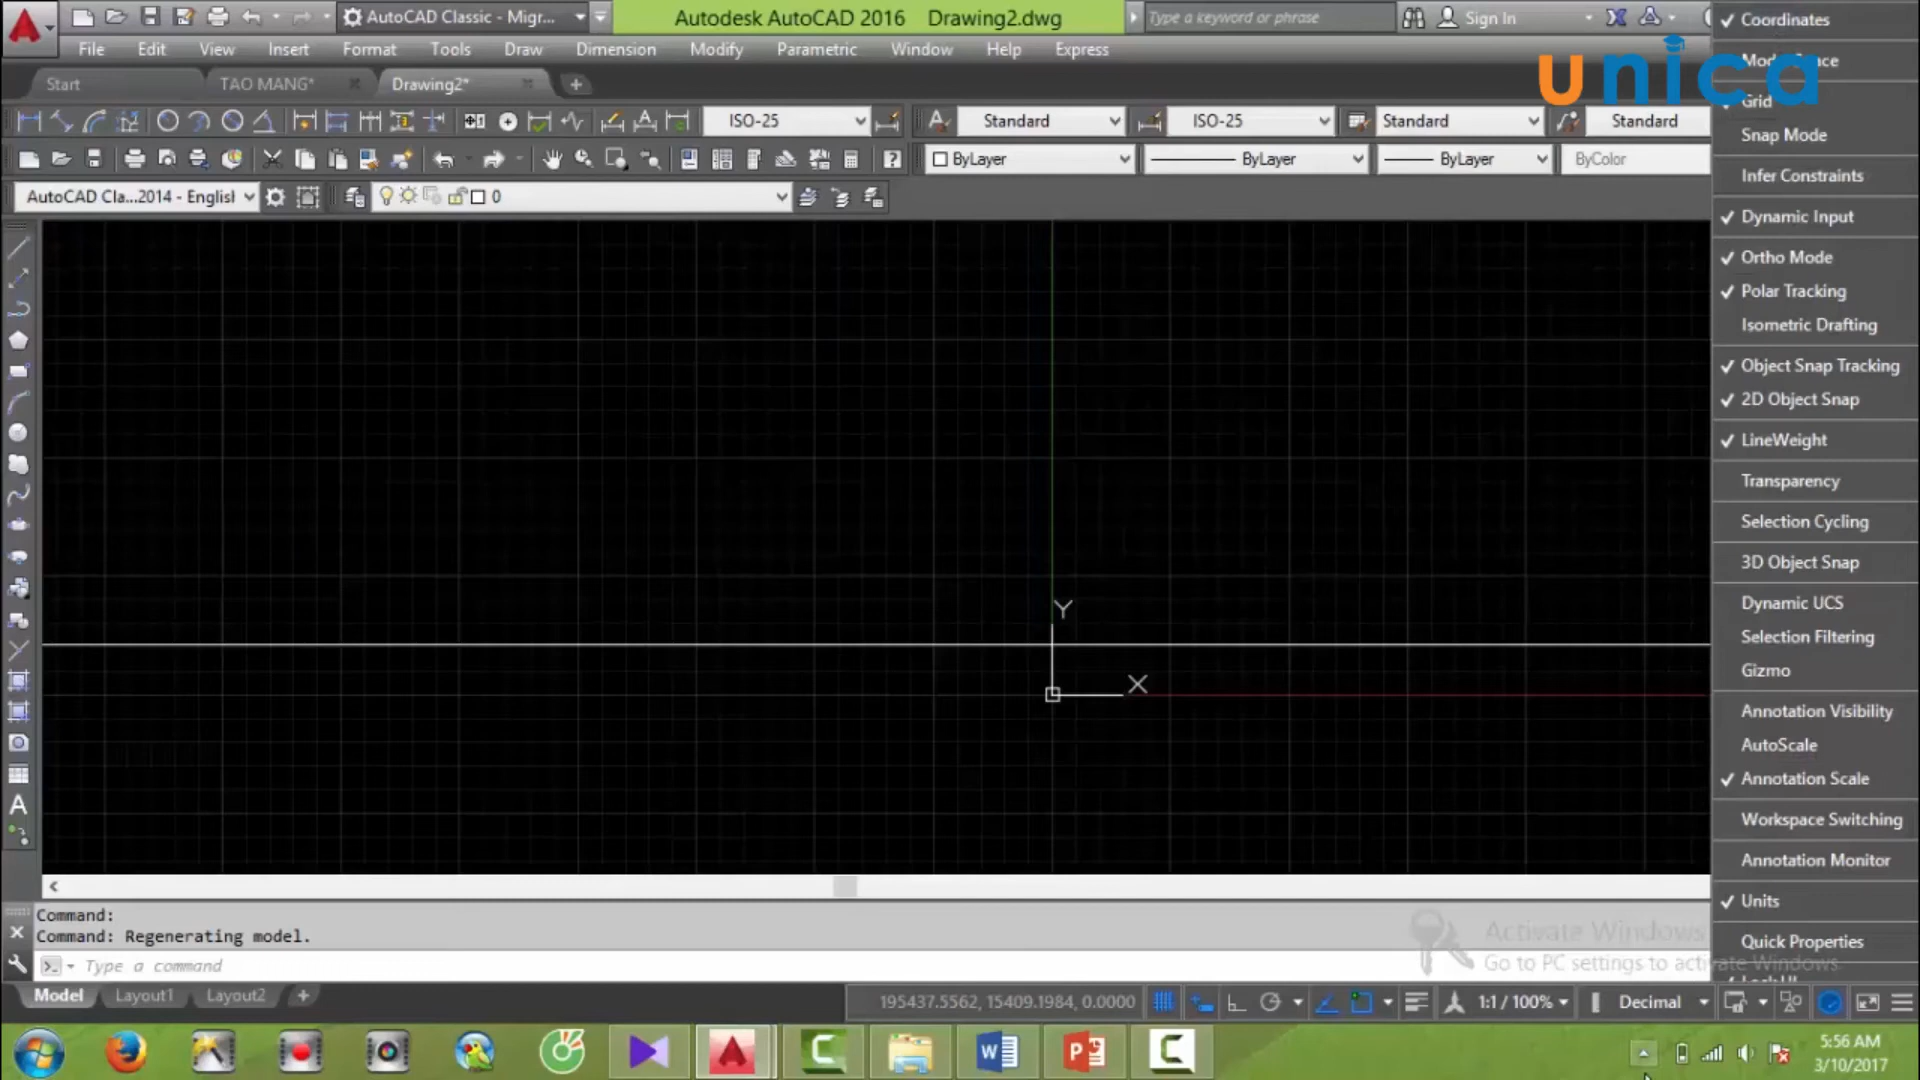 AutoCAD Classic - Migr...
Autodesk AutoCAD 2016 Drawing2.dwg
Type a keyword or phrase
Sign In
File Edit View Insert Format Tools Draw Dimension Modify Parametric Window Help Express
Start
TAO MANG*
Drawing2*
ISO-25
Standard
ISO-25
Standard
Standard
ByLayer
ByLayer
ByLayer
ByColor
AutoCAD Cla...2014 - English
0
unica
Coordinates
Grid
Snap Mode
Infer Constraints
Dynamic Input
Ortho Mode
Polar Tracking
Isometric Drafting
Object Snap Tracking
2D Object Snap
LineWeight
Transparency
Selection Cycling
3D Object Snap
Dynamic UCS
Selection Filtering
Gizmo
Annotation Visibility
AutoScale
Annotation Scale
Workspace Switching
Annotation Monitor
Units
Quick Properties
Y
X
Command:
Command: Regenerating model.
Type a command
Activate Windows
Go to PC settings to activate Windows.
Model
Layout1
Layout2
195437.5562, 15409.1984, 0.0000
1:1 / 100%
Decimal
5:56 AM
3/10/2017